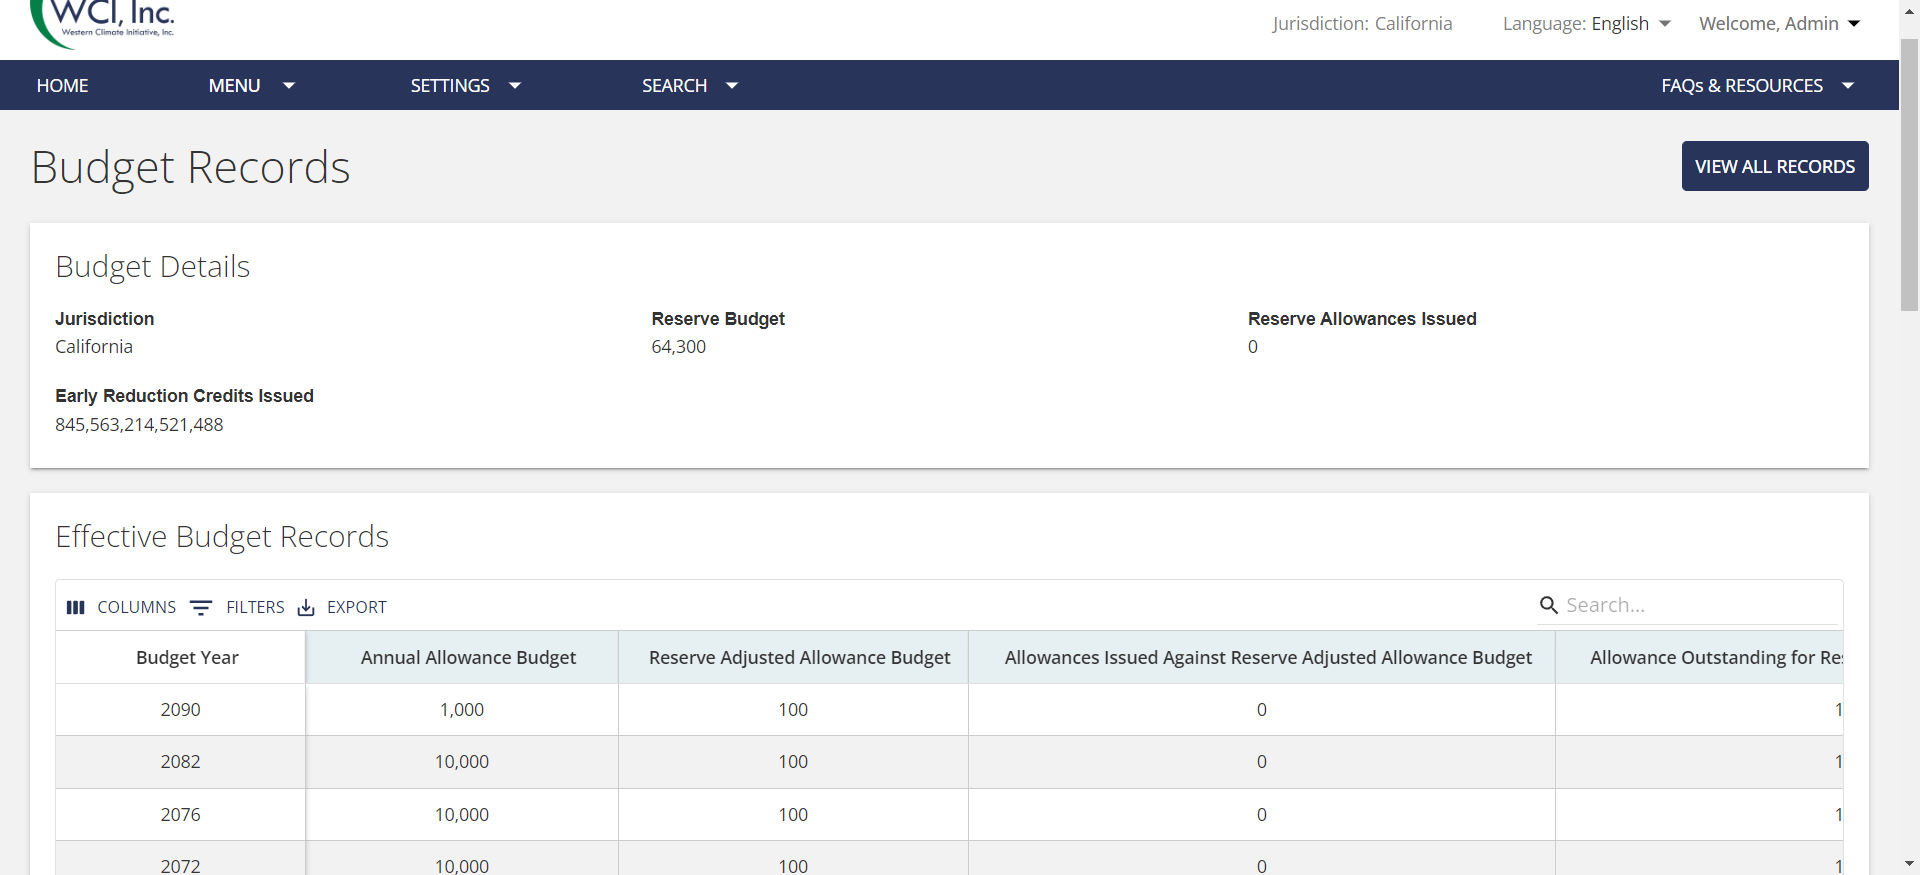 WCI, Inc.
Western Climate Initiative, Inc.
Jurisdiction: California
Language: English
Welcome, Admin
HOME
MENU
SETTINGS
SEARCH
FAQs & RESOURCES
Budget Records
VIEW ALL RECORDS
Budget Details
Jurisdiction
California
Reserve Budget
64,300
Reserve Allowances Issued
0
Early Reduction Credits Issued
845,563,214,521,488
Effective Budget Records
COLUMNS FILTERS EXPORT
Search...
Budget Year Annual Allowance Budget Reserve Adjusted Allowance Budget Allowances Issued Against Reserve Adjusted Allowance Budget Allowance Outstanding for
2090 1,000 100 0 1
2082 10,000 100 0 1
2076 10,000 100 0 1
2072 10,000 100 0 1